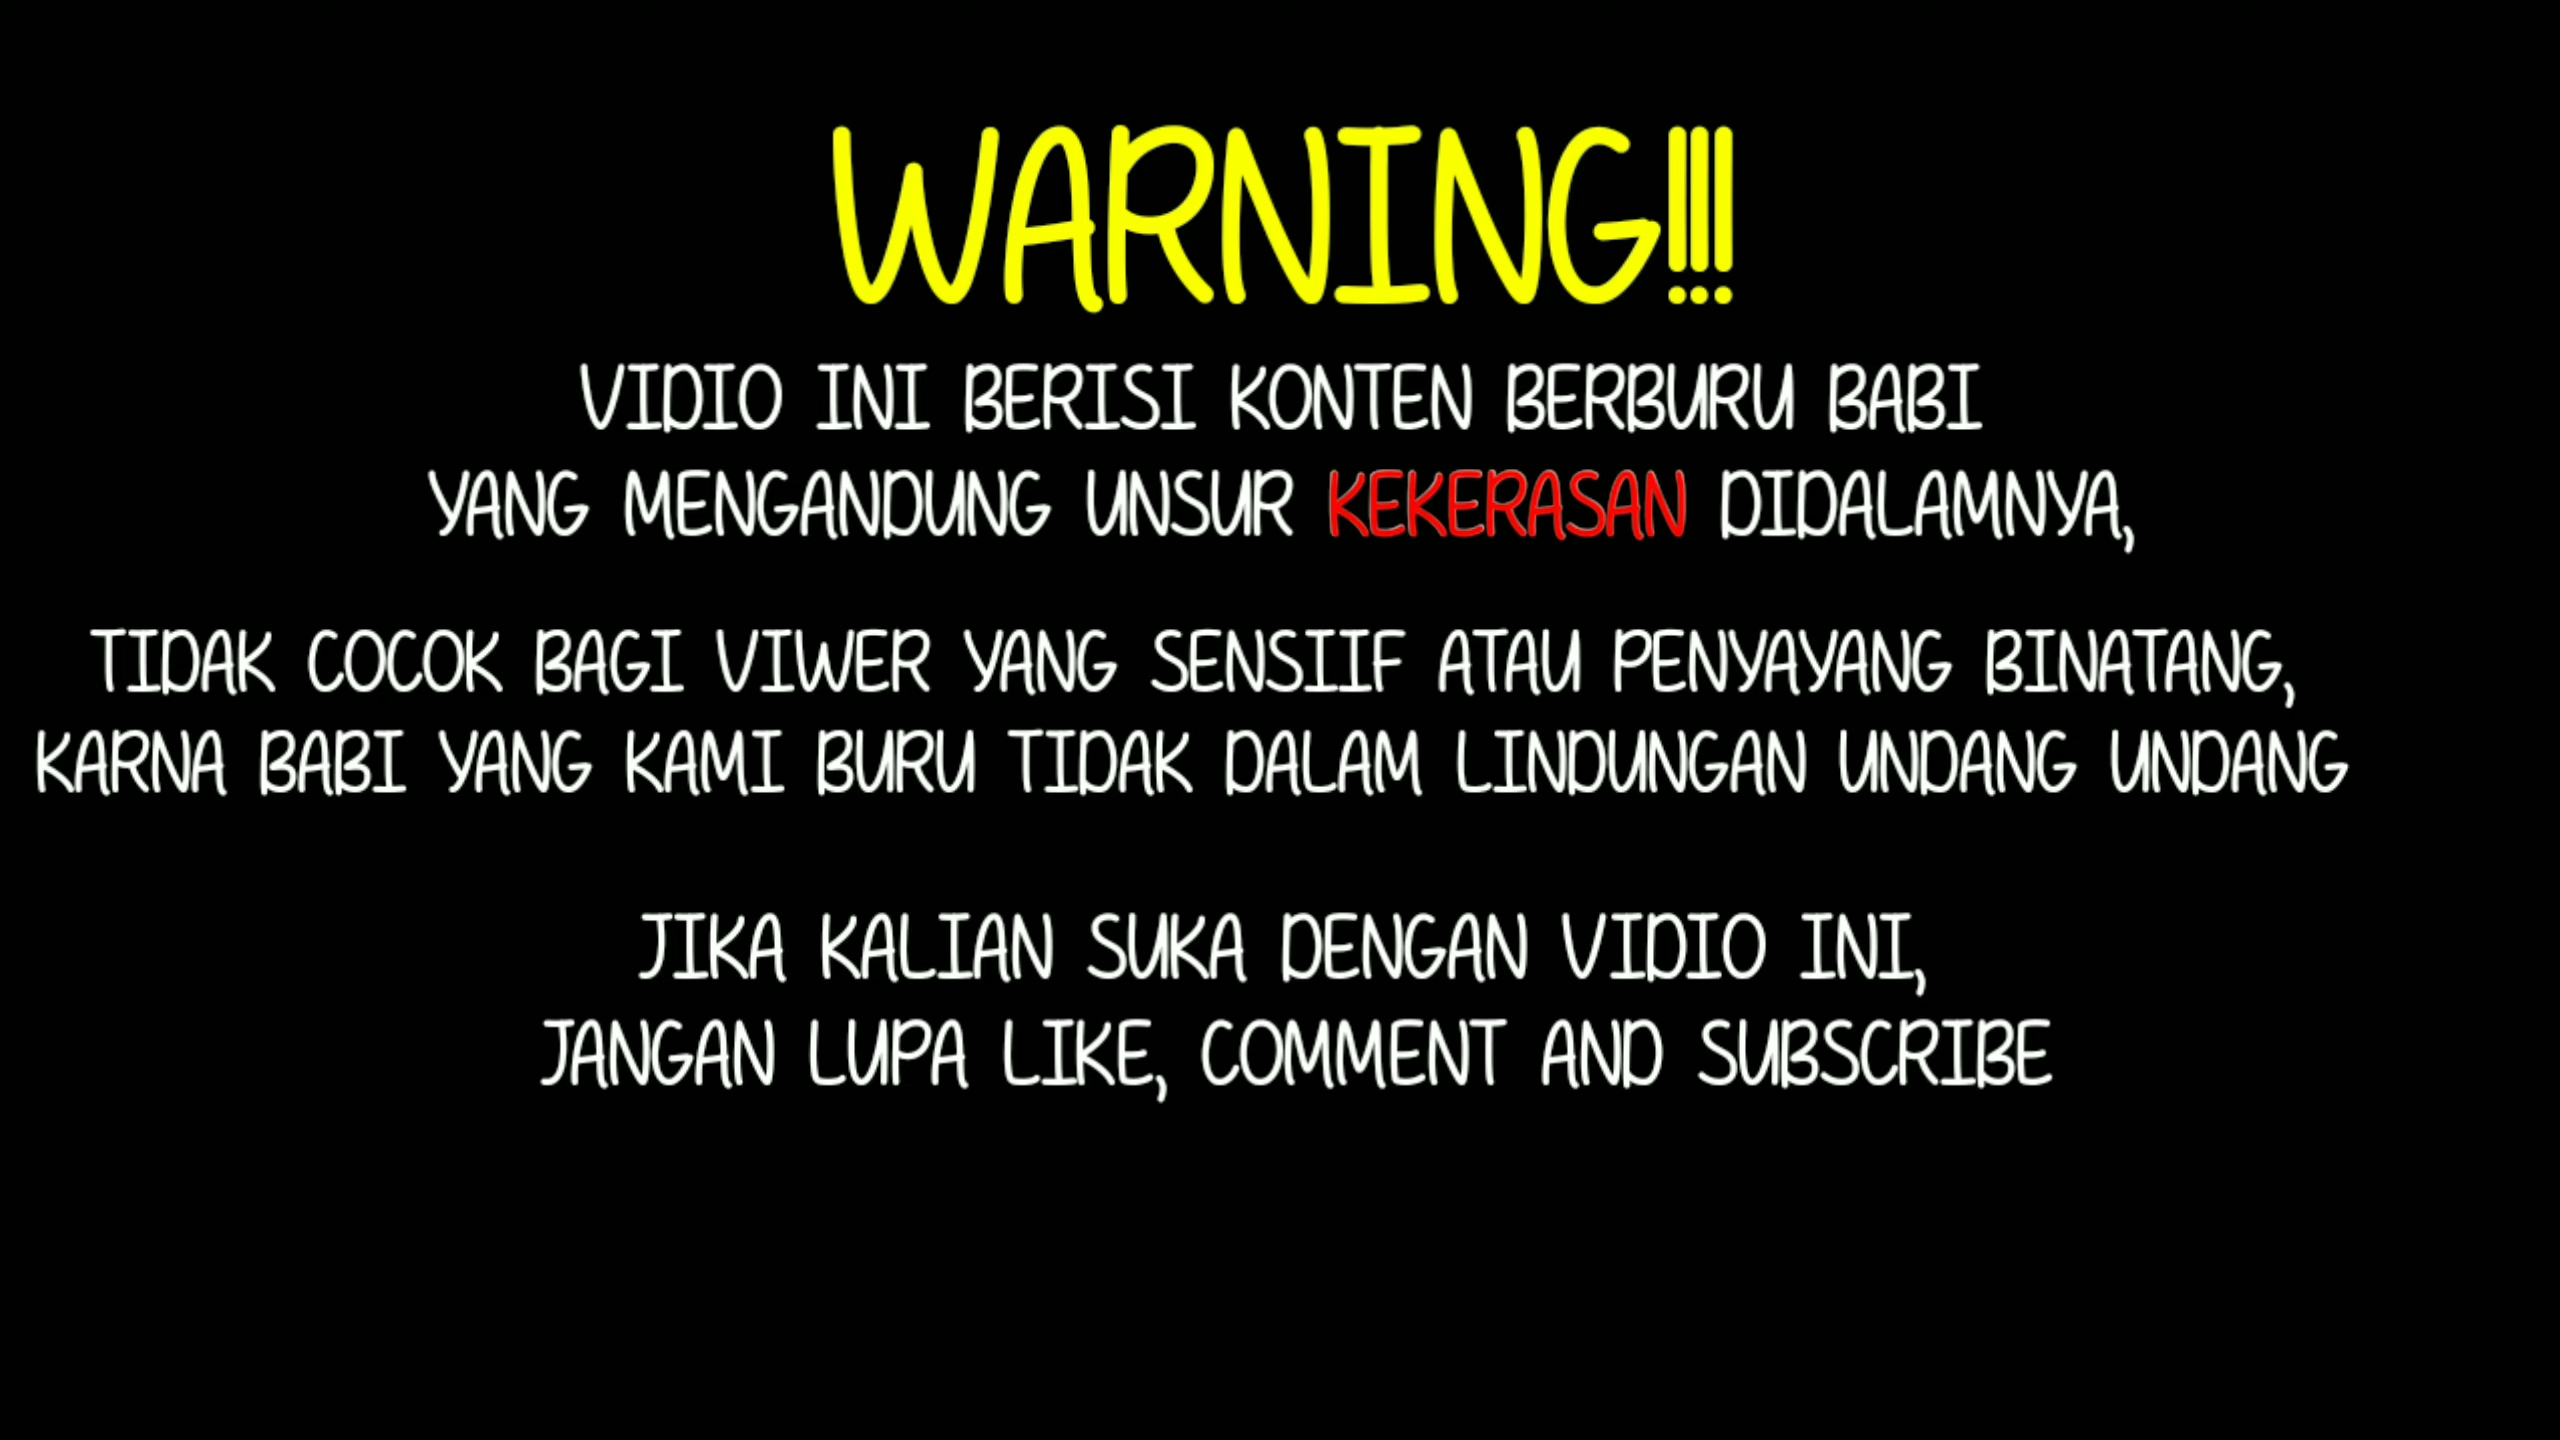 WARNING!!!
VIDIO INI BERISI KONTEN BERBURU BABI
YANG MENGANDUNG UNSUR KEKERASAN DIDALAMNYA,
TIDAK COCOK BAGI VIWER YANG SENSIIF ATAU PENYAYANG BINATANG,
KARNA BABI YANG KAMI BURU TIDAK DALAM LINDUNGAN UNDANG UNDANG
JIKA KALIAN SUKA DENGAN VIDIO INI,
JANGAN LUPA LIKE, COMMENT AND SUBSCRIBE